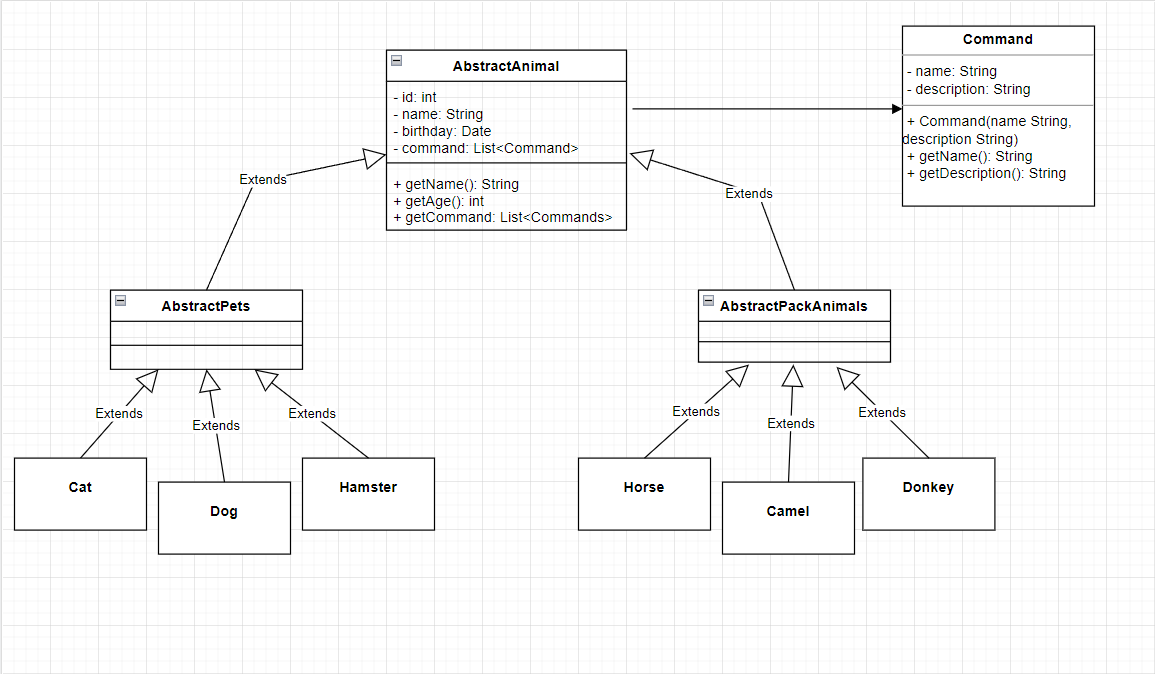 AbstractAnimal
- id: int
- name: String
- birthday: Date
- command: List<Command>
+ getName(): String
+ getAge(): int
+ getCommand: List<Commands>
Command
- name: String
- description: String
+ Command(name String,
description String)
+ getName(): String
+ getDescription(): String
Extends
Extends
AbstractPets
AbstractPackAnimals
Extends
Extends
Extends
Extends
Extends
Extends
Cat
Dog
Hamster
Horse
Camel
Donkey